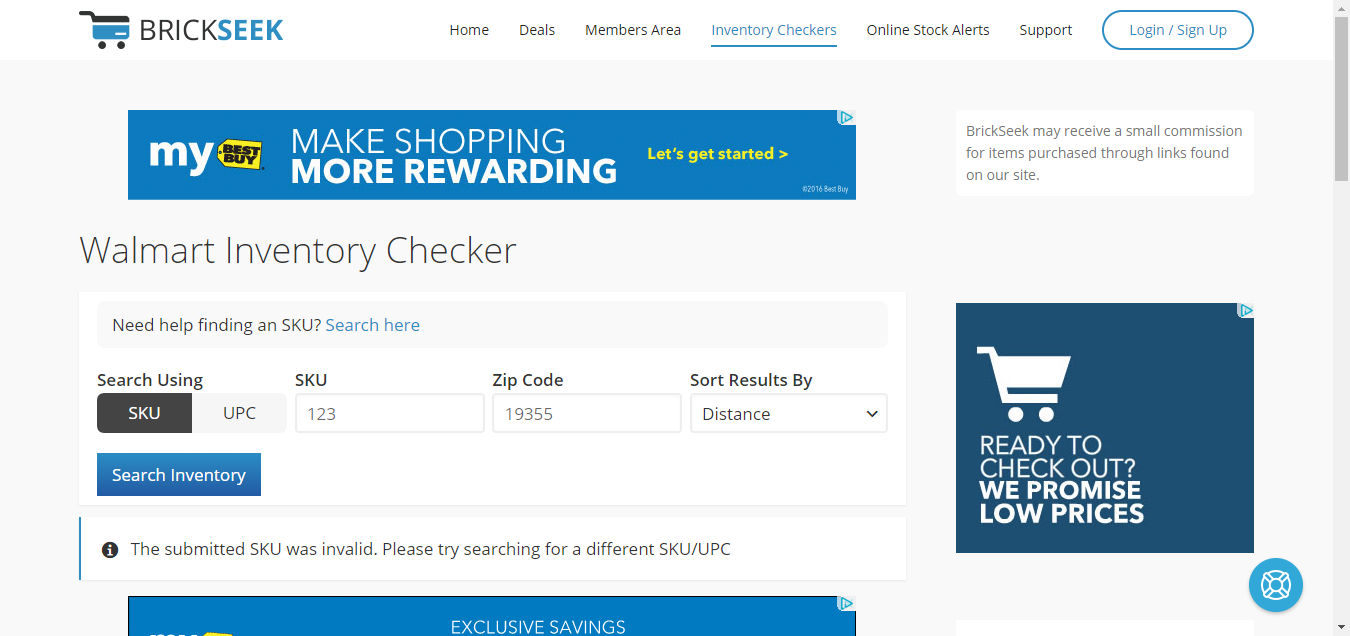 BRICKSEEK
Home
Deals
Members Area
Inventory Checkers
Online Stock Alerts
Support
Login / Sign Up
my BEST BUY
MAKE SHOPPING
MORE REWARDING
Let's get started >
©2016 Best Buy
BrickSeek may receive a small commission
for items purchased through links found
on our site.
Walmart Inventory Checker
Need help finding an SKU? Search here
Search Using
SKU
Zip Code
Sort Results By
SKU
UPC
123
19355
Distance
Search Inventory
READY TO
CHECK OUT?
WE PROMISE
LOW PRICES
The submitted SKU was invalid. Please try searching for a different SKU/UPC
EXCLUSIVE SAVINGS